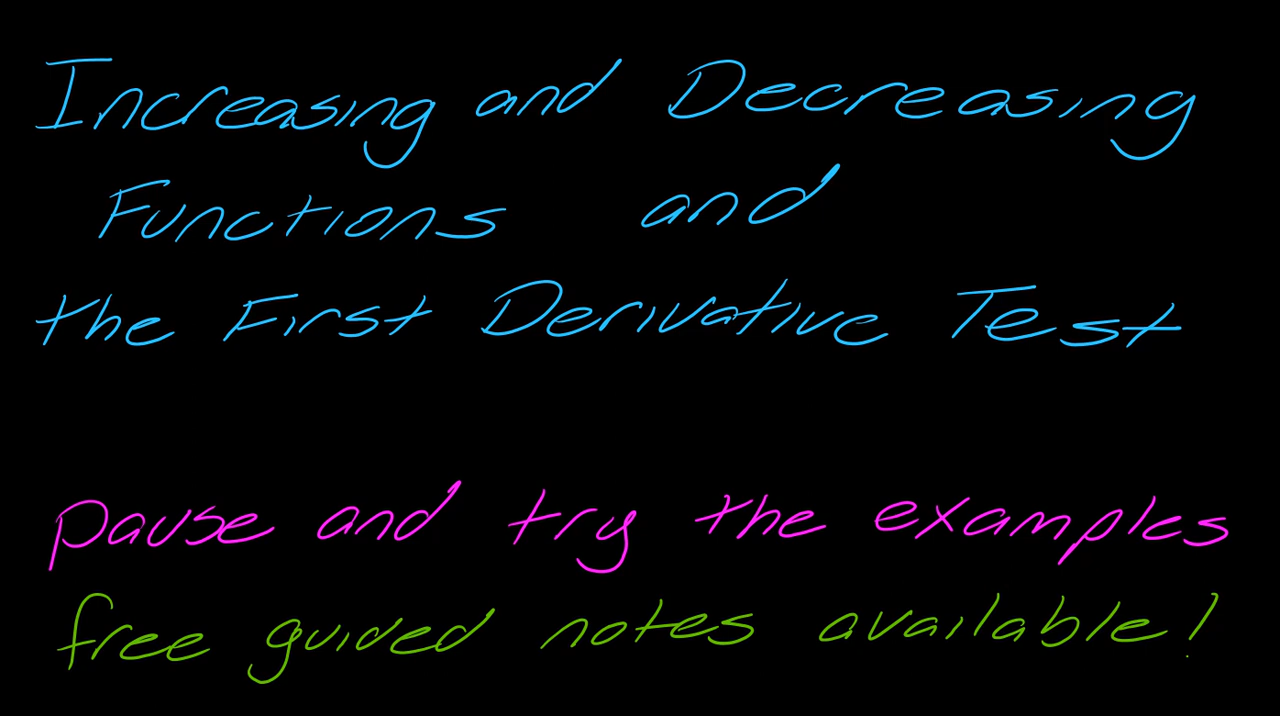 Increasing and Decreasing
Functions and
the First Derivative Test
pause and try the examples
free guided notes available!